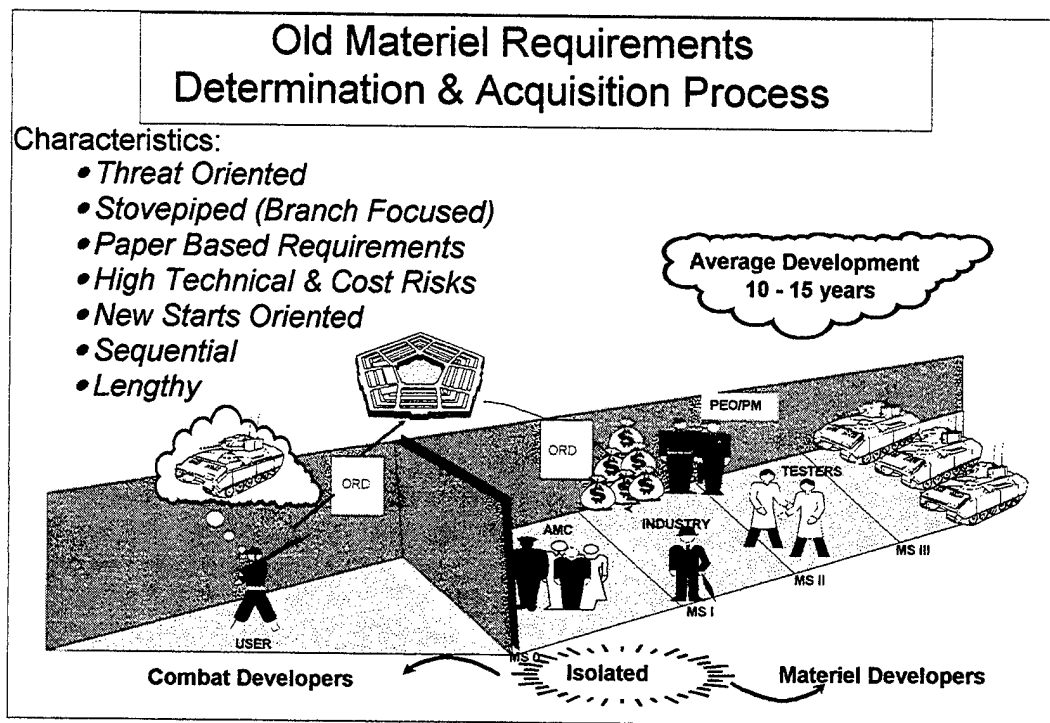 Old Materiel Requirements
Determination & Acquisition Process
Characteristics:
• Threat Oriented
• Stovepiped (Branch Focused)
• Paper Based Requirements
• High Technical & Cost Risks
• New Starts Oriented
• Sequential
• Lengthy
Average Development
10 - 15 years
ORD
USER
ORD
$ $ $ $ $ $ $
PEO/PM
AMC
INDUSTRY
TESTERS
MS 0
MS I
MS II
MS III
Combat Developers
Isolated
Materiel Developers